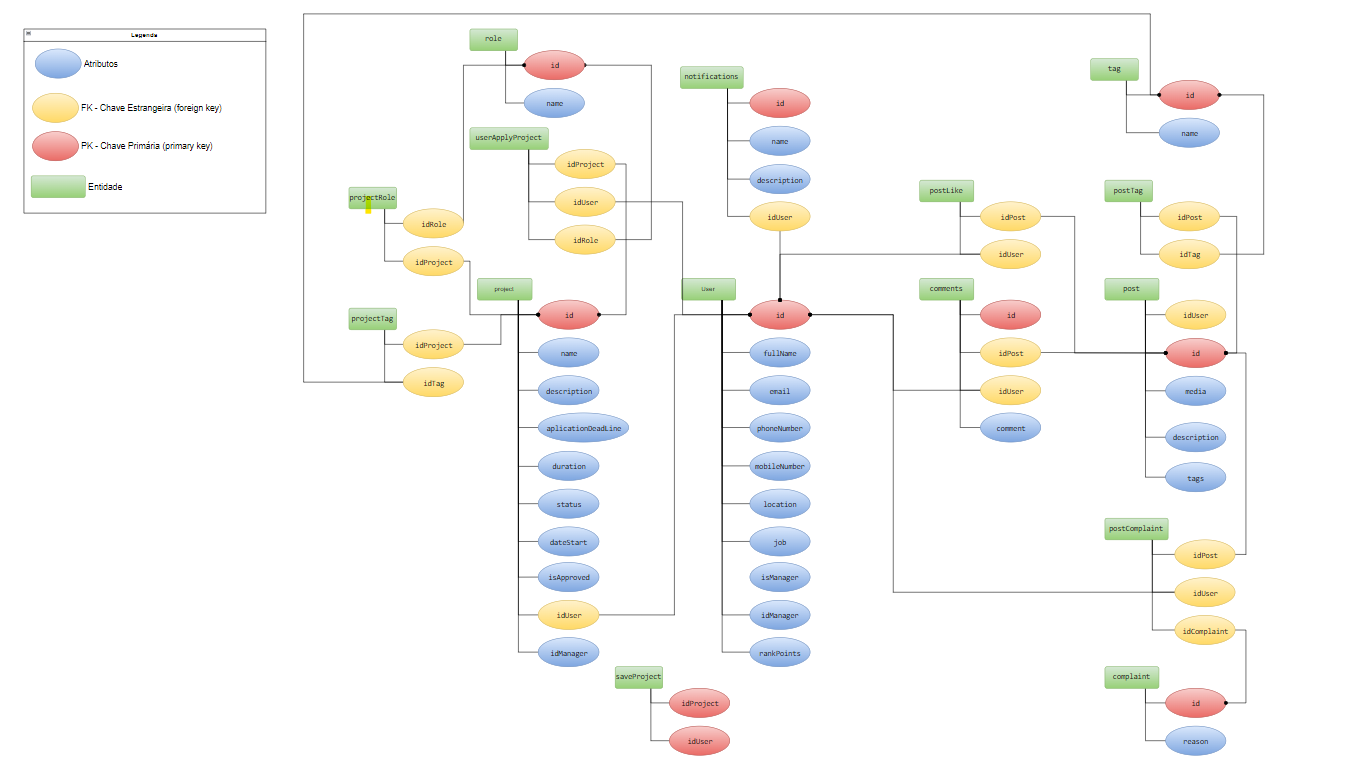 Legenda
Atributos
FK - Chave Estrangeira (foreign key)
PK - Chave Primária (primary key)
Entidade
role
id
name
userApplyProject
idProject
idUser
idRole
projectRole
idRole
idProject
projectTag
idProject
idTag
project
id
name
description
aplicationDeadLine
duration
status
dateStart
isApproved
idUser
idManager
notifications
id
name
description
idUser
User
id
fullName
email
phoneNumber
mobileNumber
location
job
isManager
idManager
rankPoints
saveProject
idProject
idUser
postLike
idPost
idUser
comments
id
idPost
idUser
comment
tag
id
name
postTag
idPost
idTag
post
idUser
id
media
description
tags
postComplaint
idPost
idUser
idComplaint
complaint
id
reason